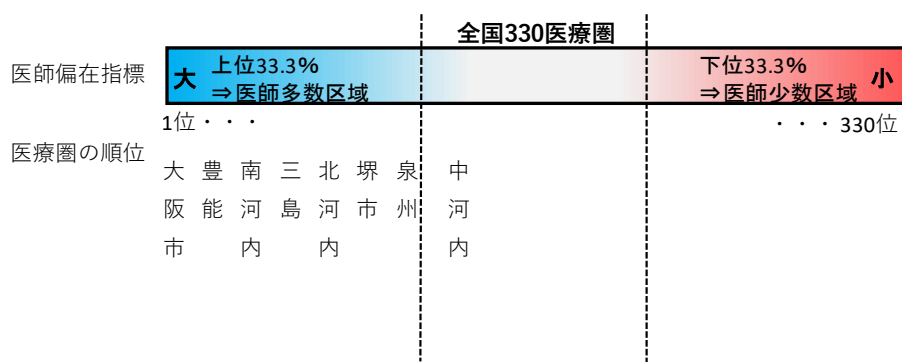 全国330医療圏
医師偏在指標
大
上位33.3%
⇒医師多数区域
下位33.3%
⇒医師少数区域
小
1位・・・
・・・330位
医療圏の順位
大阪市
豊能
南河内
三島
北河内
堺市
泉州
中河内